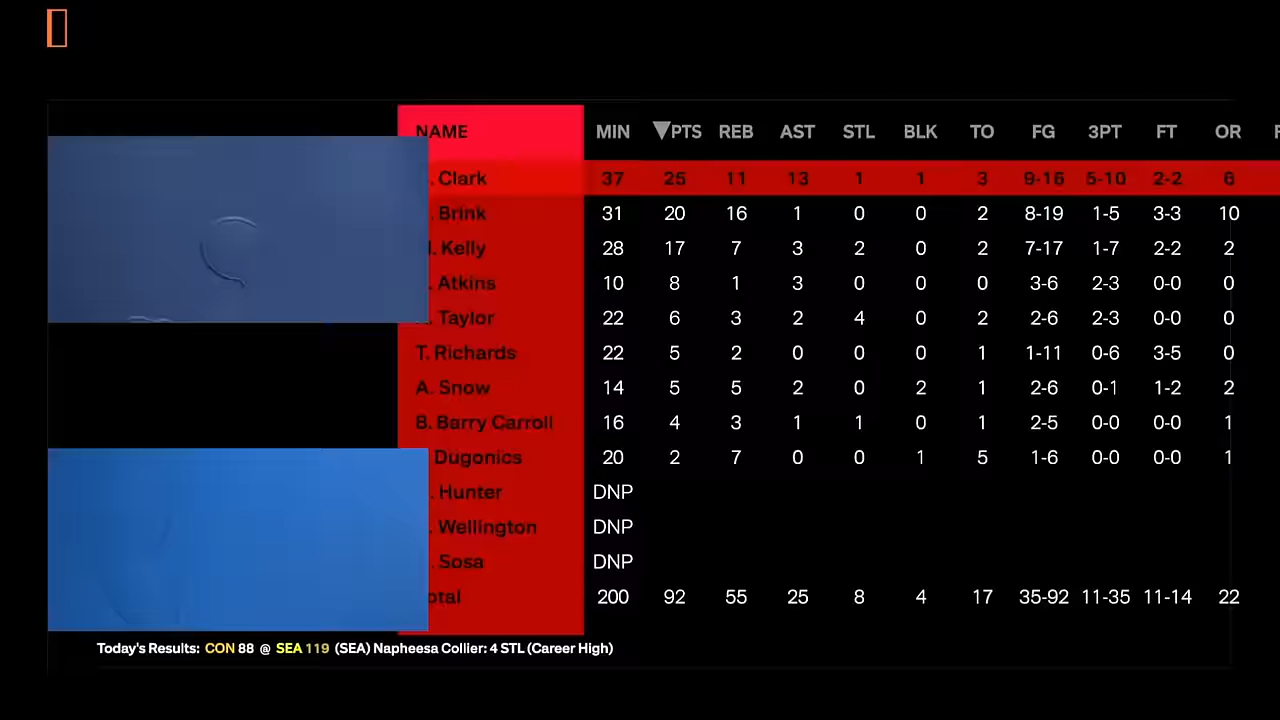 NAME MIN ▼PTS REB AST STL BLK TO FG 3PT FT OR
. Clark 37 25 11 13 1 1 3 9-16 5-10 2-2 6
. Brink 31 20 16 1 0 0 2 8-19 1-5 3-3 10
. Kelly 28 17 7 3 2 0 2 7-17 1-7 2-2 2
. Atkins 10 8 1 3 0 0 0 3-6 2-3 0-0 0
. Taylor 22 6 3 2 4 0 2 2-6 2-3 0-0 0
T. Richards 22 5 2 0 0 0 1 1-11 0-6 3-5 0
A. Snow 14 5 5 2 0 2 1 2-6 0-1 1-2 2
B. Barry Carroll 16 4 3 1 1 0 1 2-5 0-0 0-0 1
Dugonics 20 2 7 0 0 1 5 1-6 0-0 0-0 1
. Hunter DNP
. Wellington DNP
. Sosa DNP
otal 200 92 55 25 8 4 17 35-92 11-35 11-14 22
Today's Results: CON 88 @ SEA 119 (SEA) Napheesa Collier: 4 STL (Career High)